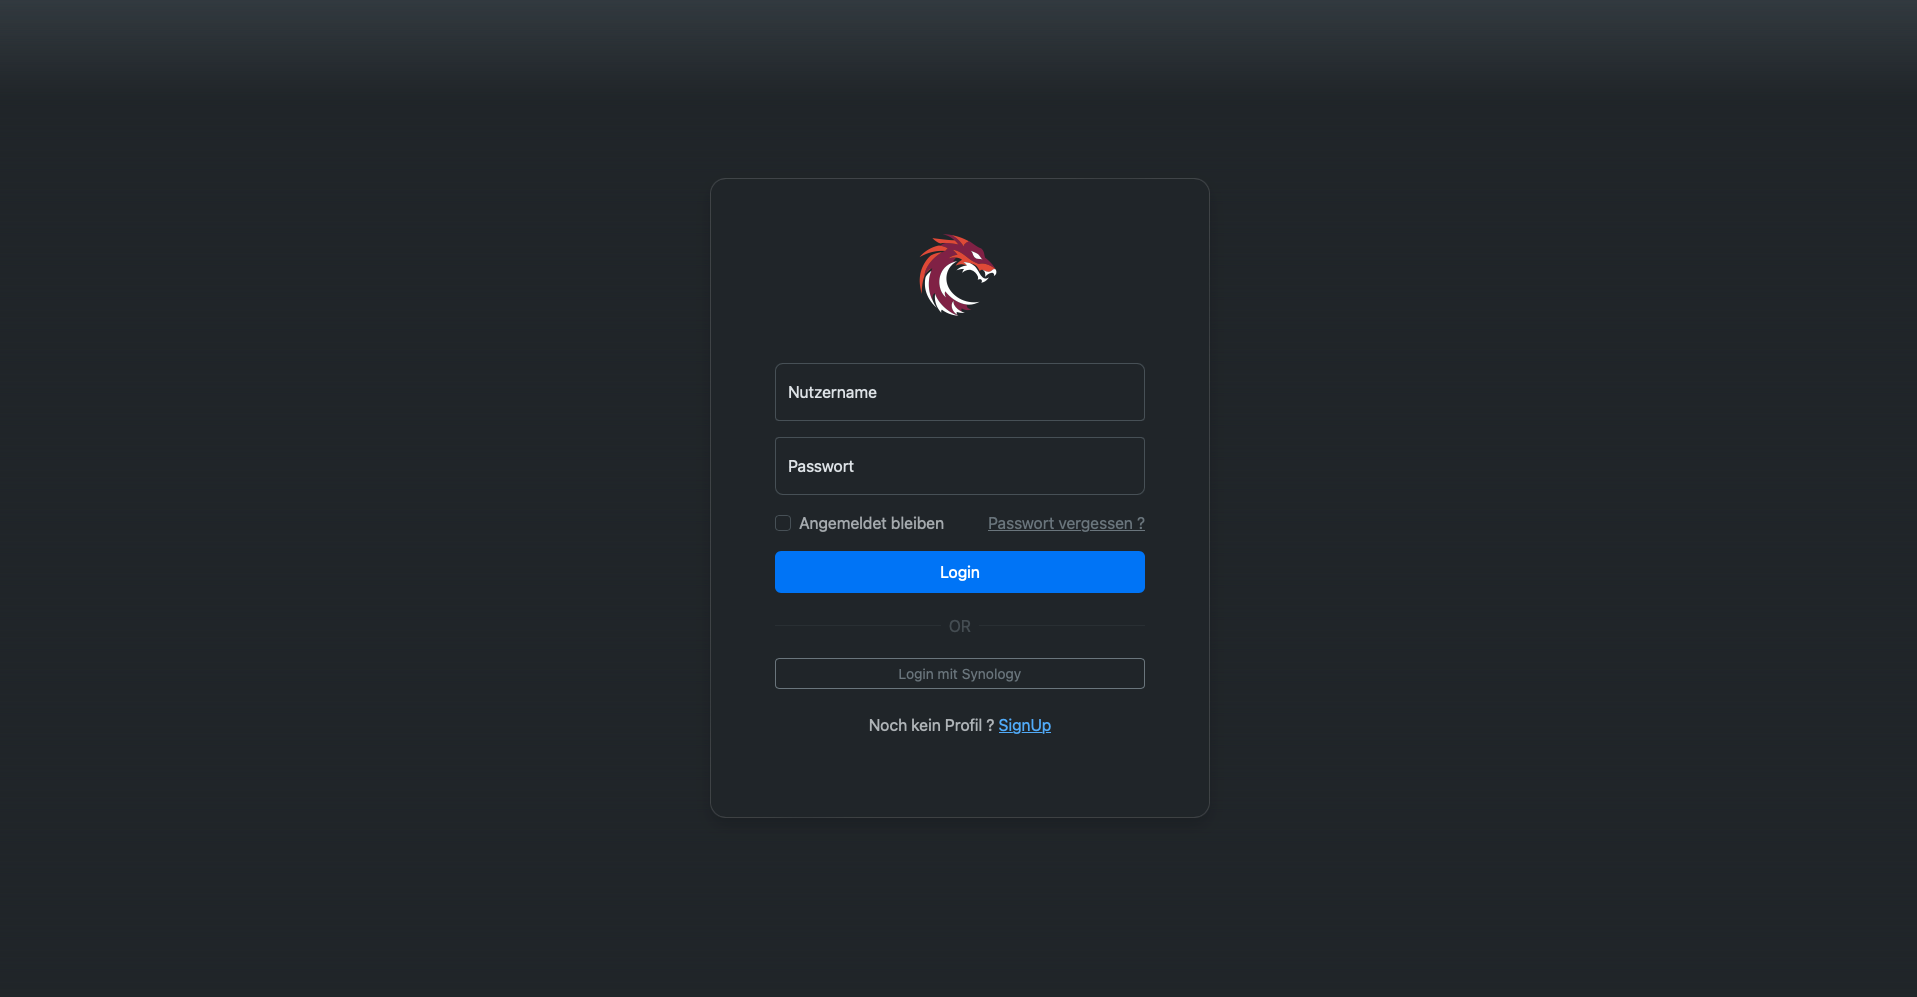 Nutzername
Passwort
Angemeldet bleiben Passwort vergessen ?
Login
OR
Login mit Synology
Noch kein Profil ? SignUp